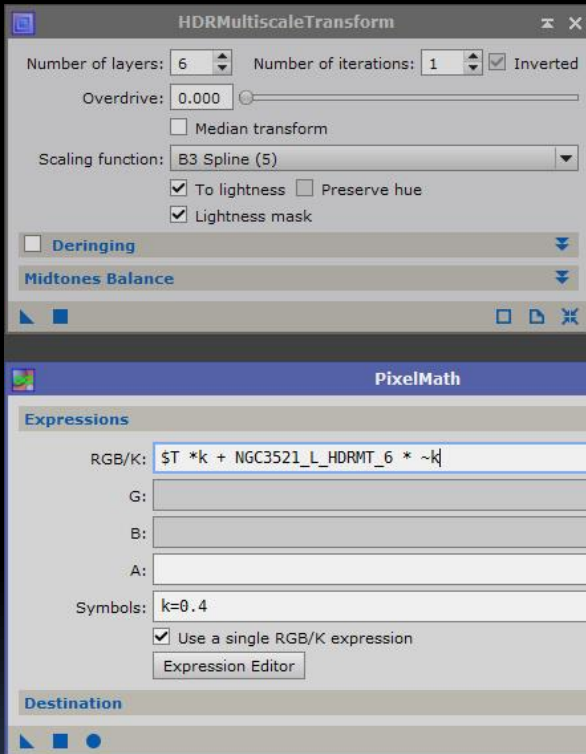 HDRMultiscaleTransform
Number of layers: 6 Number of iterations: 1 Inverted
Overdrive: 0.000
Median transform
Scaling function: B3 Spline (5)
To lightness Preserve hue
Lightness mask
Deringing
Midtones Balance
PixelMath
Expressions
RGB/K: $T *k + NGC3521_L_HDRMT_6 * ~k
G:
B:
A:
Symbols: k=0.4
Use a single RGB/K expression
Expression Editor
Destination